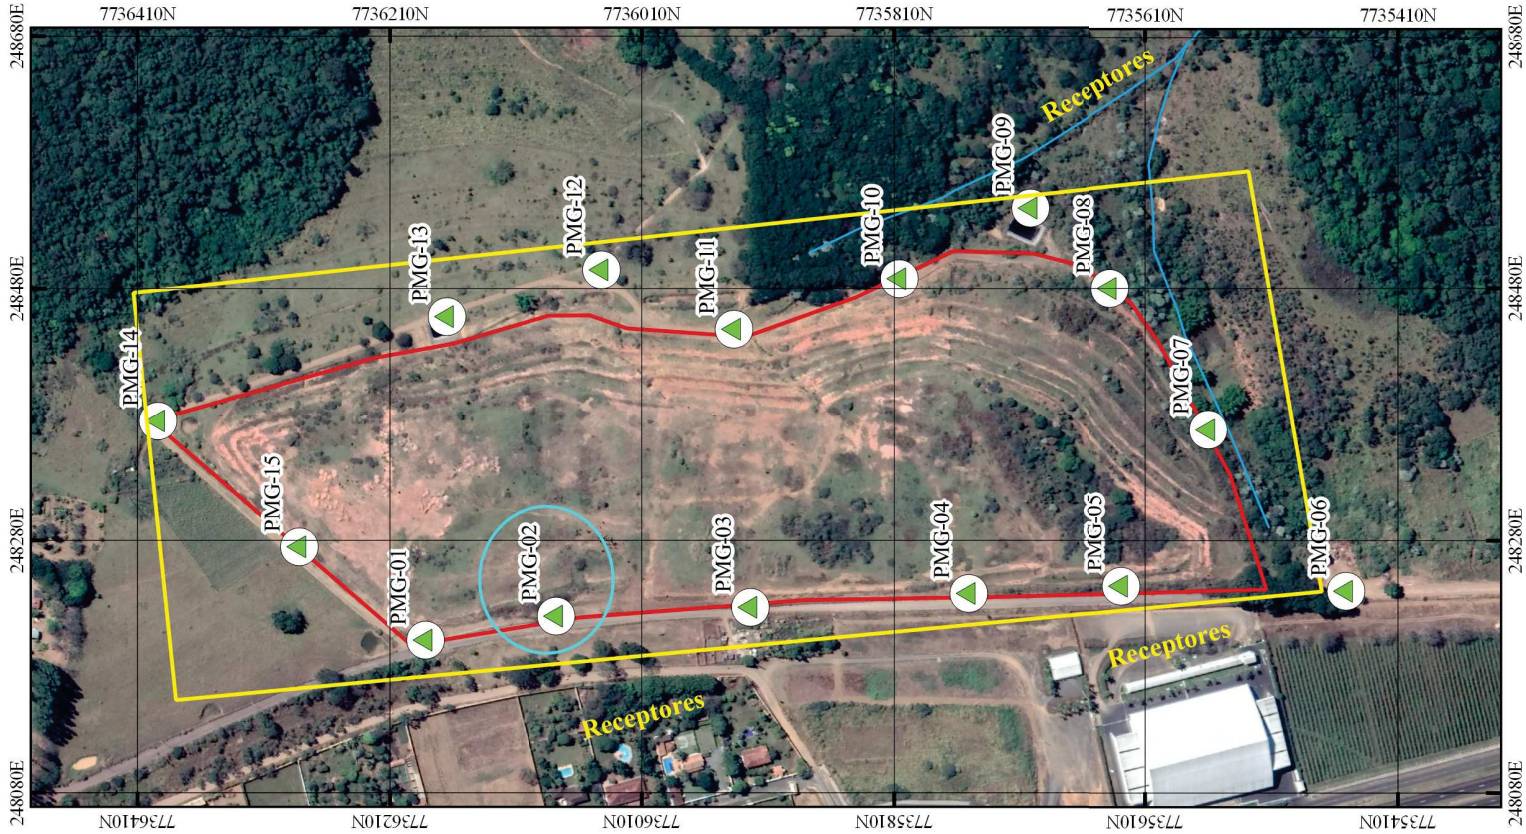 7736410N
7736210N
7736010N
7735810N
7735610N
7735410N
248680E
248680E
Receptores
PMG-09
PMG-12
PMG-10
PMG-08
PMG-13
PMG-11
248480E
248480E
PMG-14
PMG-07
PMG-15
PMG-02
PMG-03
PMG-04
PMG-05
PMG-06
PMG-01
248280E
248280E
Receptores
Receptores
248080E
248080E
7736410N
7736210N
7736010N
7735810N
7735610N
7735410N